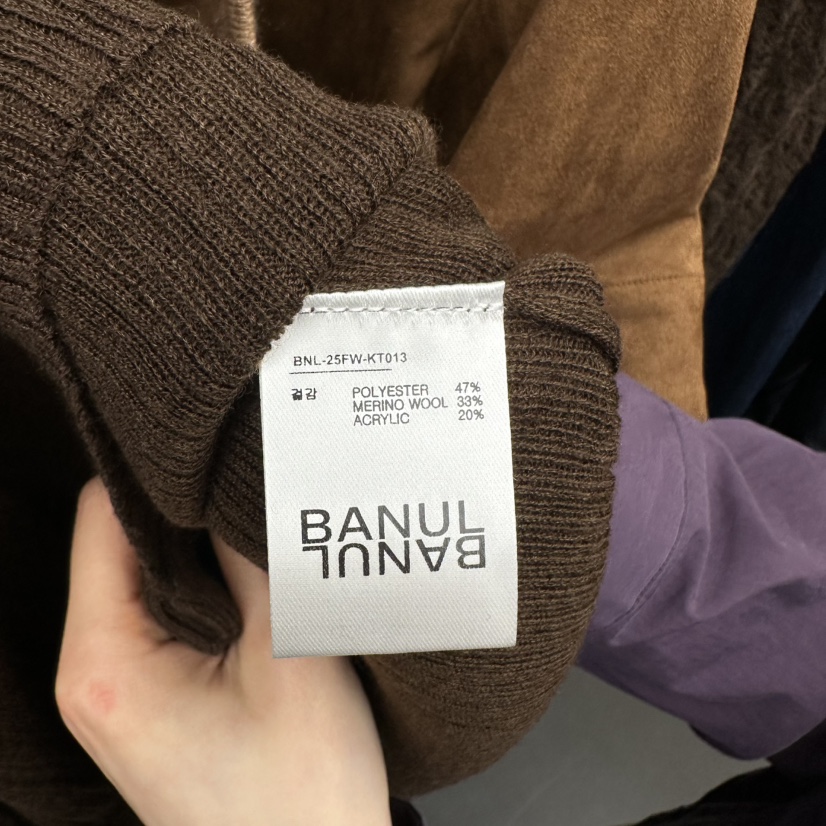 BNL-25FW-KT013
겉감 POLYESTER 47%
MERINO WOOL 33%
ACRYLIC 20%
BANUL
BANUL